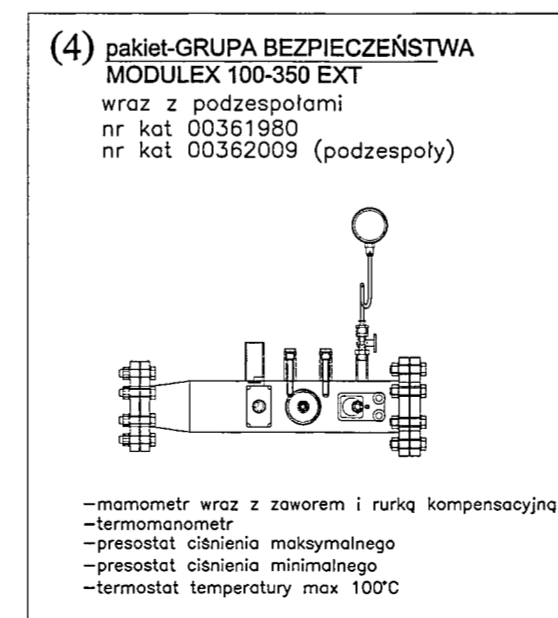 (4) pakiet-GRUPA BEZPIECZEŃSTWA
MODULEX 100-350 EXT
wraz z podzespołami
nr kat 00361980
nr kat 00362009 (podzespoły)
-mamometr wraz z zaworem i rurką kompensacyjną
-termomanometr
-presostat ciśnienia maksymalnego
-presostat ciśnienia minimalnego
-termostat temperatury max 100°C